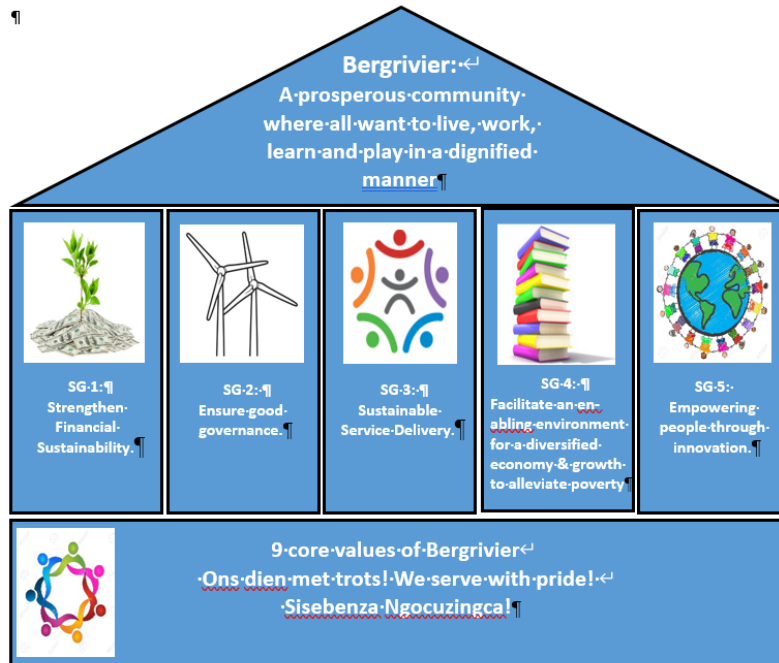 Bergrivier:
A prosperous community
where all want to live, work,
learn and play in a dignified
manner
SG 1:
Strengthen
Financial
Sustainability.
SG 2:
Ensure good
governance.
SG 3:
Sustainable
Service Delivery.
SG 4:
Facilitate an en-
abling environment
for a diversified
economy & growth
to alleviate poverty
SG 5:
Empowering
people through
innovation.
9 core values of Bergrivier
Ons dien met trots! We serve with pride!
Sisebenza Ngocuzingca!